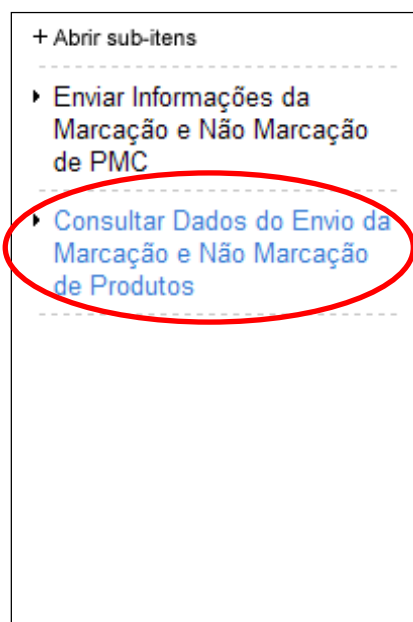 + Abrir sub-itens
Enviar Informações da
Marcação e Não Marcação
de PMC
Consultar Dados do Envio da
Marcação e Não Marcação
de Produtos